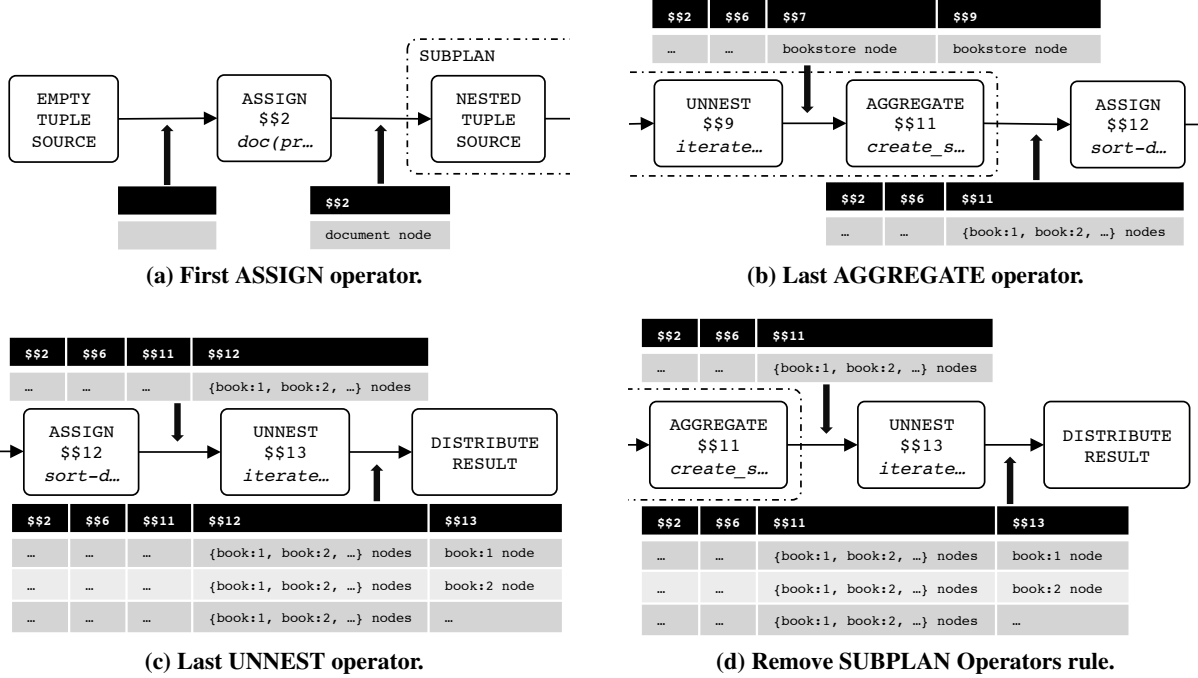 SUBPLAN
EMPTY
TUPLE
SOURCE
ASSIGN
$$2
doc(pr…
NESTED
TUPLE
SOURCE
$$2
document node
(a) First ASSIGN operator.
$$2 $$6 $$7 $$9
… … bookstore node bookstore node
UNNEST
$$9
iterate…
AGGREGATE
$$11
create_s…
ASSIGN
$$12
sort-d…
$$2 $$6 $$11
… … {book:1, book:2, …} nodes
(b) Last AGGREGATE operator.
$$2 $$6 $$11 $$12
… … … {book:1, book:2, …} nodes
ASSIGN
$$12
sort-d…
UNNEST
$$13
iterate…
DISTRIBUTE
RESULT
$$2 $$6 $$11 $$12 $$13
… … … {book:1, book:2, …} nodes book:1 node
… … … {book:1, book:2, …} nodes book:2 node
… … … {book:1, book:2, …} nodes …
(c) Last UNNEST operator.
$$2 $$6 $$11
… … {book:1, book:2, …} nodes
AGGREGATE
$$11
create_s…
UNNEST
$$13
iterate…
DISTRIBUTE
RESULT
$$2 $$6 $$11 $$13
… … {book:1, book:2, …} nodes book:1 node
… … {book:1, book:2, …} nodes book:2 node
… … {book:1, book:2, …} nodes …
(d) Remove SUBPLAN Operators rule.